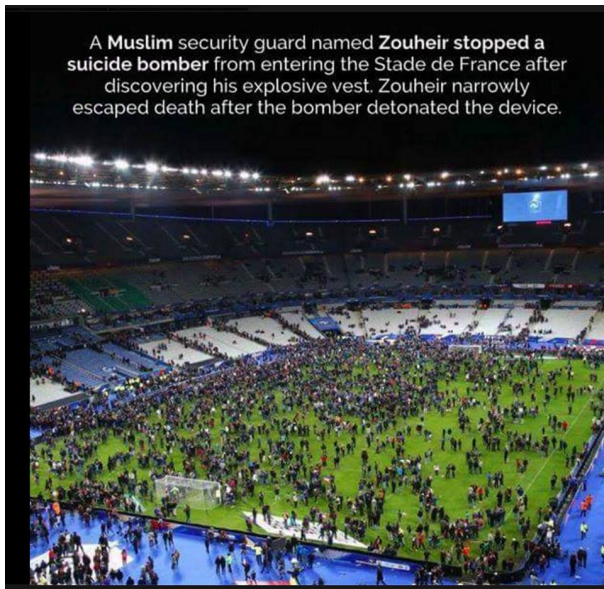 A Muslim security guard named Zouheir stopped a
suicide bomber from entering the Stade de France after
discovering his explosive vest. Zouheir narrowly
escaped death after the bomber detonated the device.